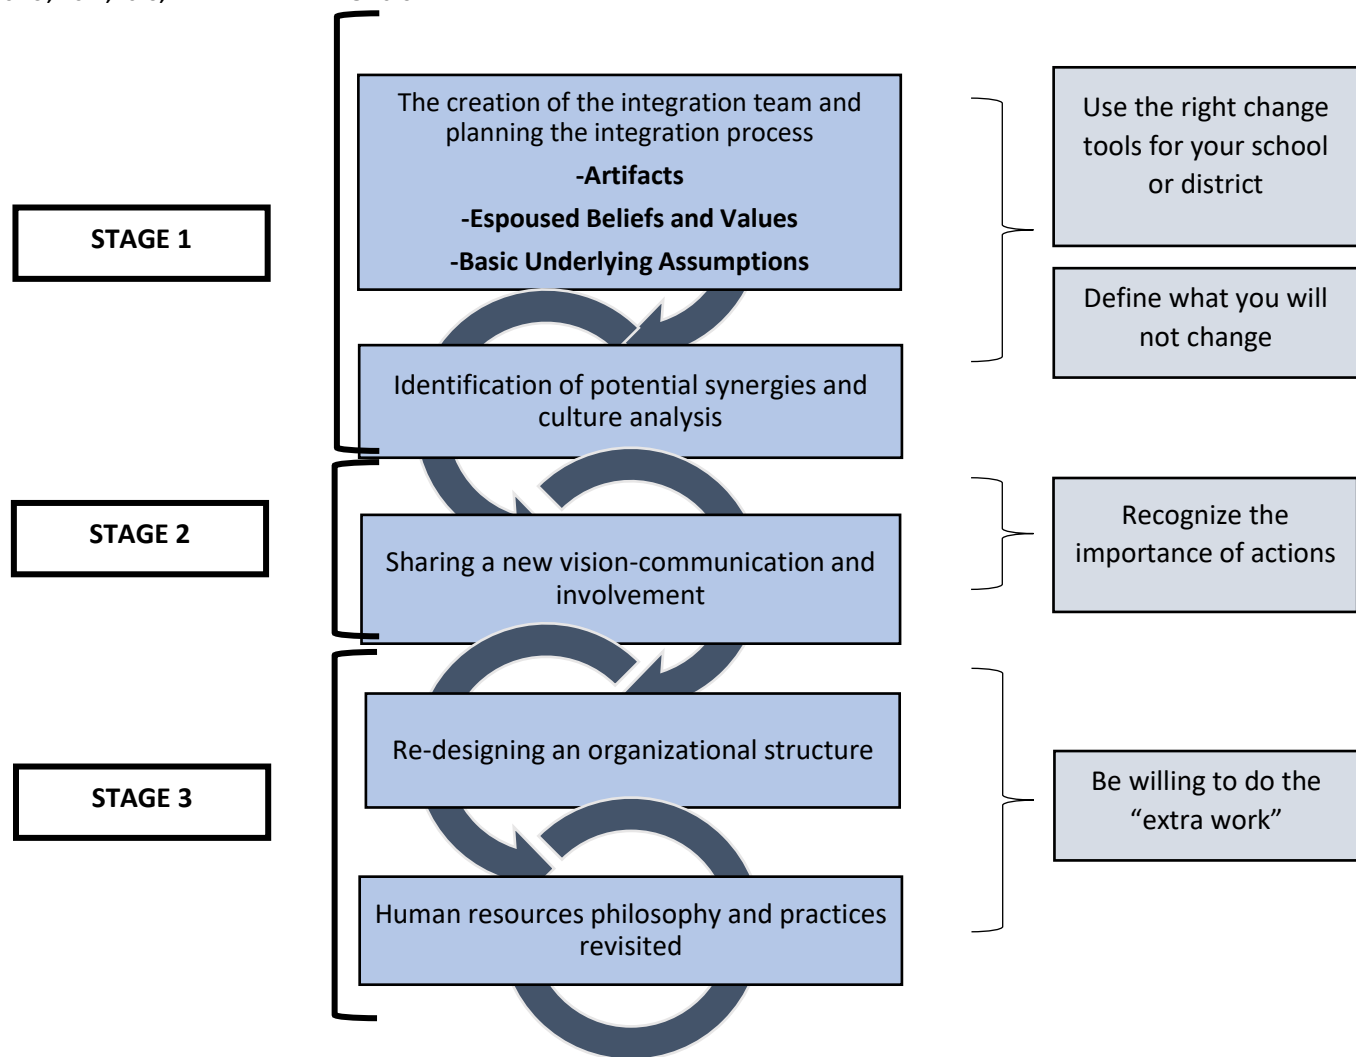 STAGE 1
The creation of the integration team and
planning the integration process
-Artifacts
-Espoused Beliefs and Values
-Basic Underlying Assumptions
Identification of potential synergies and
culture analysis
Use the right change
tools for your school
or district
Define what you will
not change
STAGE 2
Sharing a new vision-communication and
involvement
Recognize the
importance of actions
STAGE 3
Re-designing an organizational structure
Human resources philosophy and practices
revisited
Be willing to do the
“extra work”